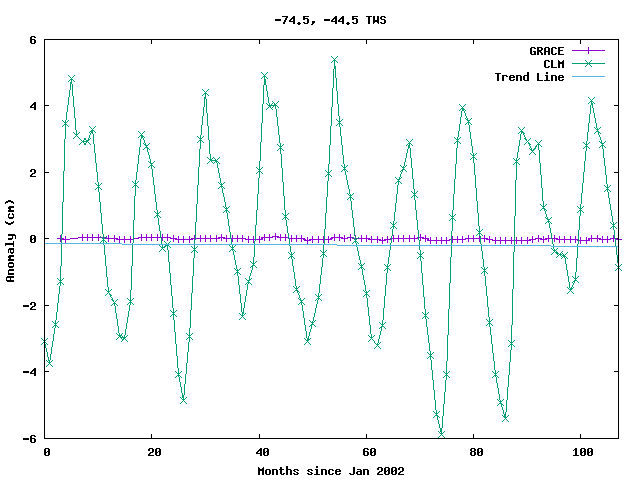 -74.5, -44.5 TWS
GRACE
CLM
Trend Line
6
4
2
0
-2
-4
-6
Anomaly (cm)
0 20 40 60 80 100
Months since Jan 2002